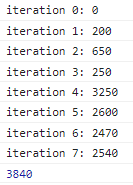 iteration 0: 0
iteration 1: 200
iteration 2: 650
iteration 3: 250
iteration 4: 3250
iteration 5: 2600
iteration 6: 2470
iteration 7: 2540
3840